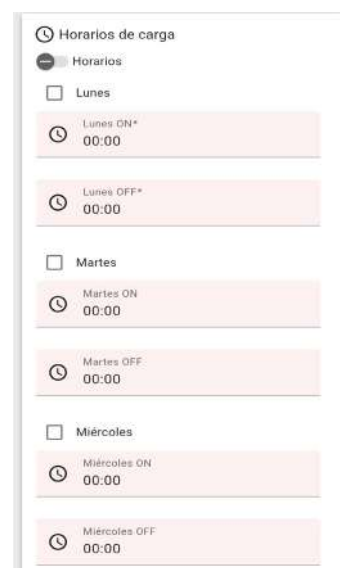 Horarios de carga
Horarios
Lunes
Lunes ON*
00:00
Lunes OFF*
00:00
Martes
Martes ON
00:00
Martes OFF
00:00
Miércoles
Miércoles ON
00:00
Miércoles OFF
00:00